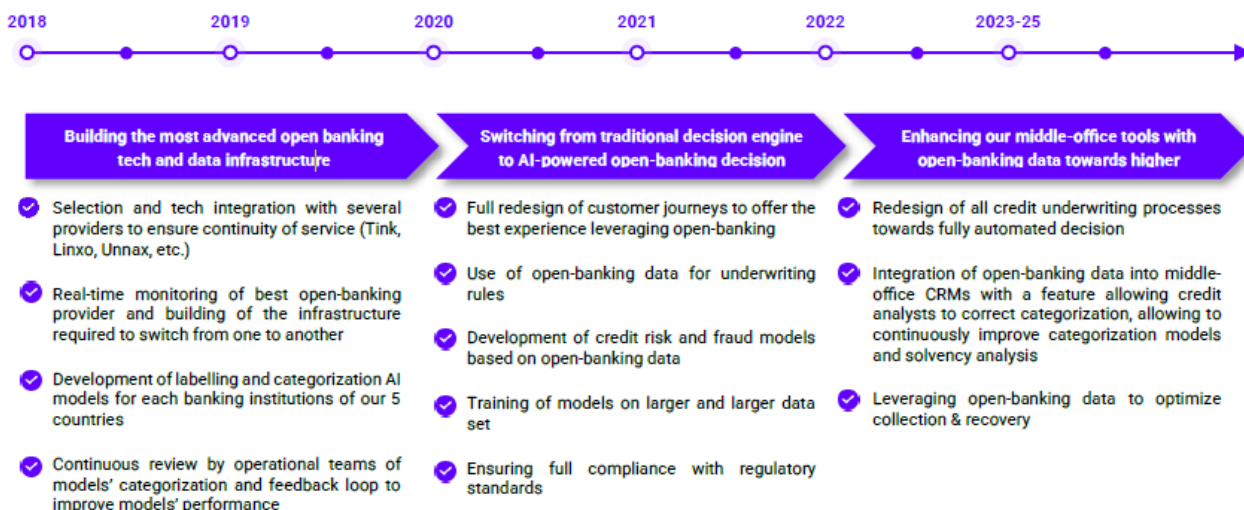 2018 2019 2020 2021 2022 2023-25
Building the most advanced open banking
tech and data infrastructure
Selection and tech integration with several
providers to ensure continuity of service (Tink,
Linxo, Unnax, etc.)
Real-time monitoring of best open-banking
provider and building of the infrastructure
required to switch from one to another
Development of labelling and categorization AI
models for each banking institutions of our 5
countries
Continuous review by operational teams of
models' categorization and feedback loop to
improve models' performance
Switching from traditional decision engine
to AI-powered open-banking decision
Full redesign of customer journeys to offer the
best experience leveraging open-banking
Use of open-banking data for underwriting
rules
Development of credit risk and fraud models
based on open-banking data
Training of models on larger and larger data
set
Ensuring full compliance with regulatory
standards
Enhancing our middle-office tools with
open-banking data towards higher
Redesign of all credit underwriting processes
towards fully automated decision
Integration of open-banking data into middle-
office CRMs with a feature allowing credit
analysts to correct categorization, allowing to
continuously improve categorization models
and solvency analysis
Leveraging open-banking data to optimize
collection & recovery